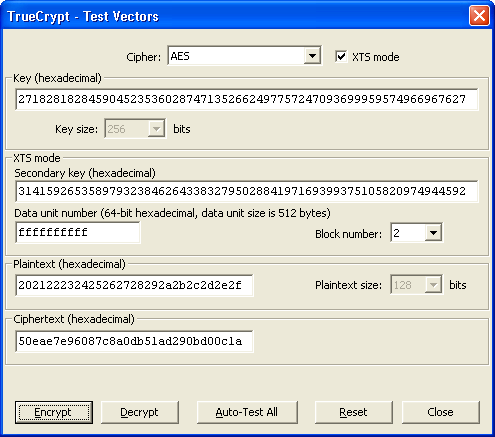 TrueCrypt - Test Vectors
Cipher: AES XTS mode
Key (hexadecimal)
2718281828459045235360287471352662497757247093699959574966967627
Key size: 256 bits
XTS mode
Secondary key (hexadecimal)
3141592653589793238462643383279502884197169399375105820974944592
Data unit number (64-bit hexadecimal, data unit size is 512 bytes)
ffffffffff Block number: 2
Plaintext (hexadecimal)
202122232425262728292a2b2c2d2e2f Plaintext size: 128 bits
Ciphertext (hexadecimal)
50eae7e96087c8a0db51ad290bd00c1a
Encrypt Decrypt Auto-Test All Reset Close